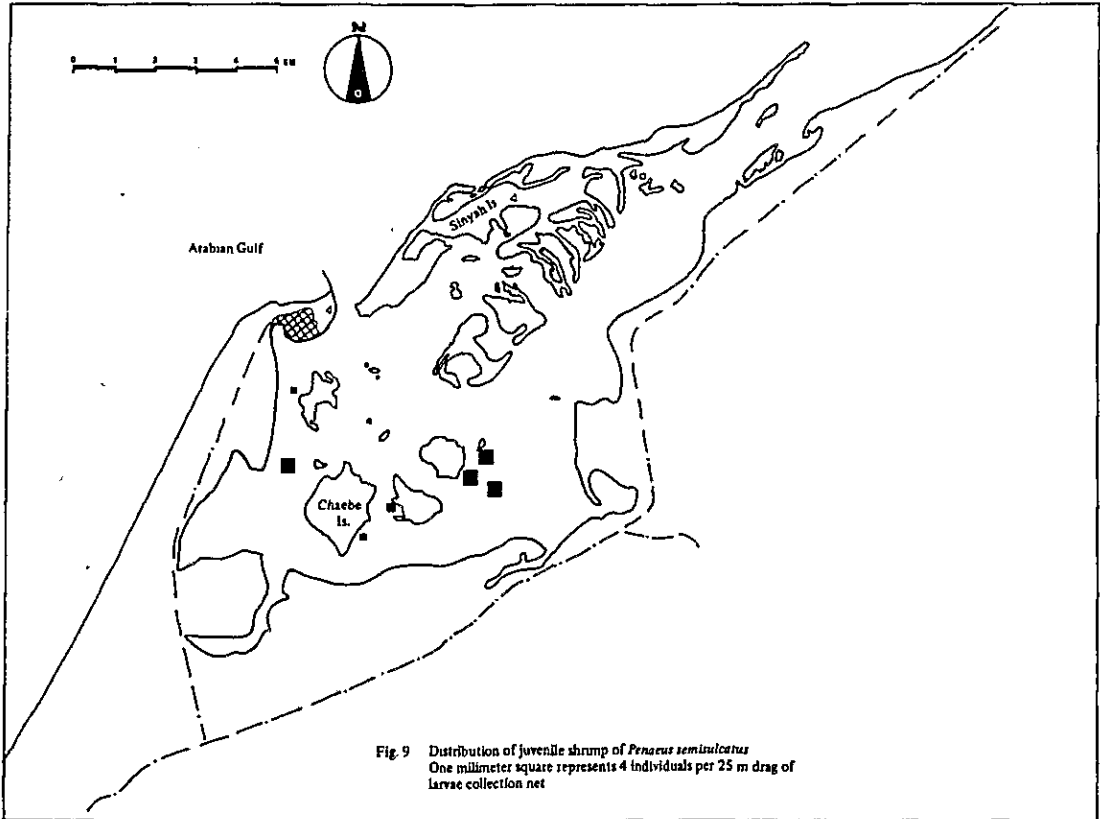 0 1 2 3 4 5 KM
N
Arabian Gulf
Sinyah Is
Chaebe
Is.
Fig. 9 Distribution of juvenile shrimp of Penaeus semisulcatus
One milimeter square represents 4 individuals per 25 m drag of
larvae collection net